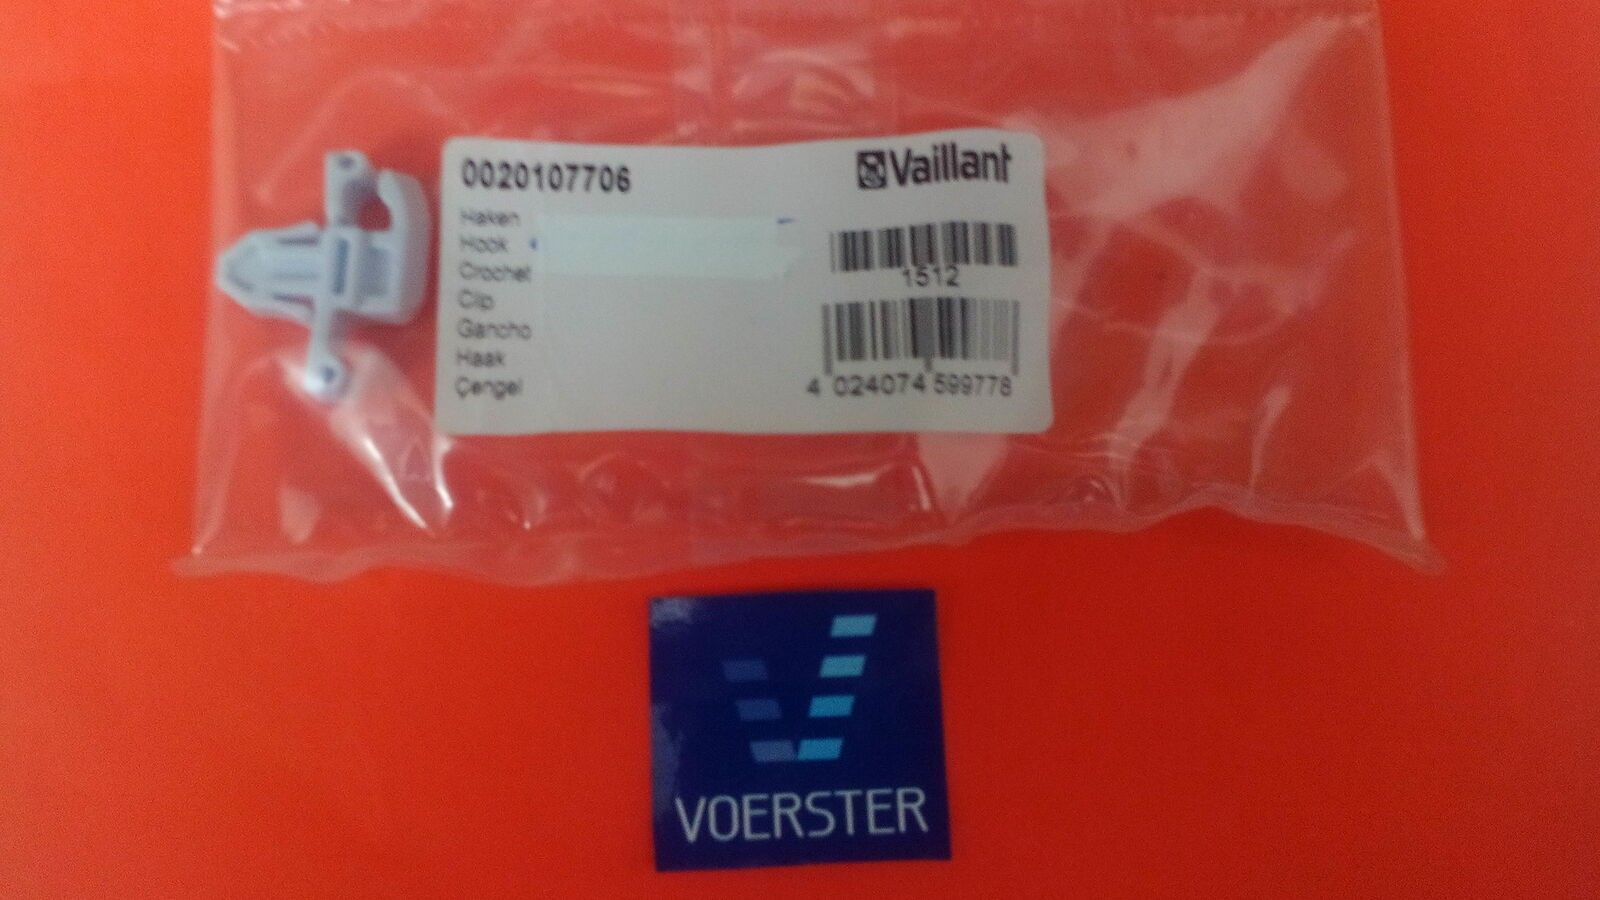 0020107706
Vaillant
Haken
Hook
Crochet
Clip
Gancho
Haak
Çengel
1512
4 024074 599778
VOERSTER